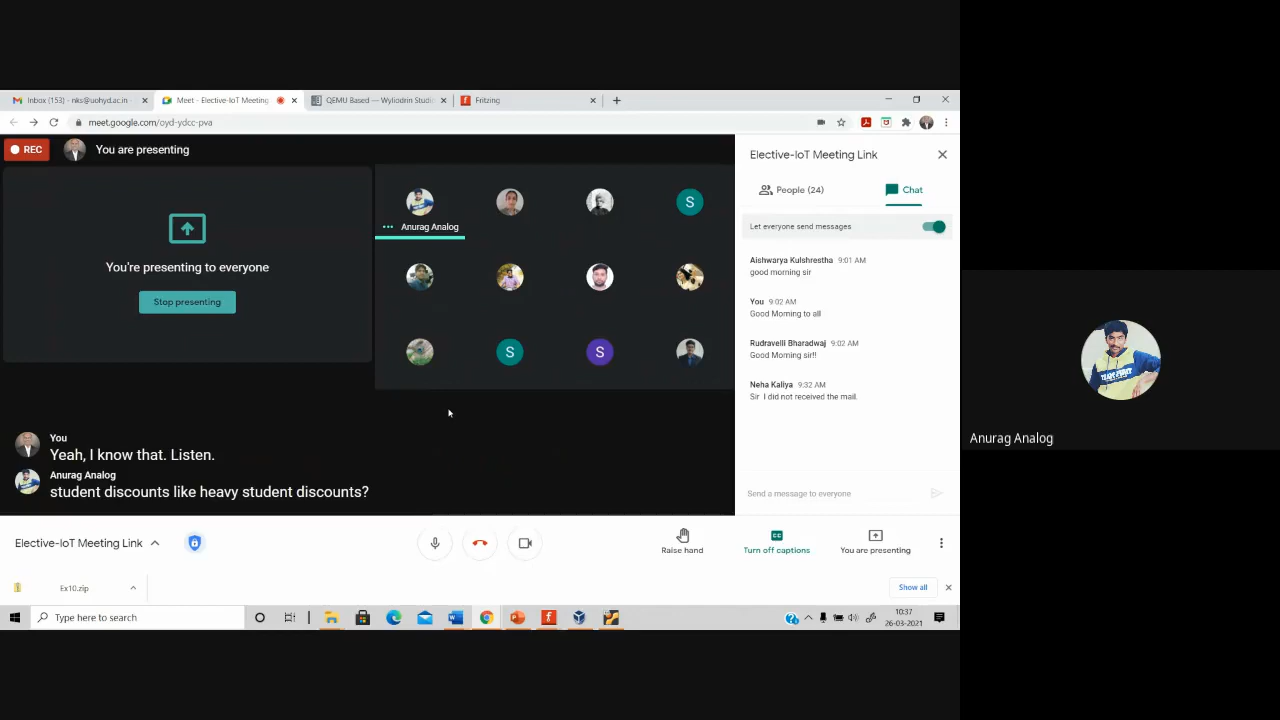 Inbox (153) - nks@uohyd.ac.in -
Meet - Elective-IoT Meeting
QEMU Based — Wyliodrin Studi
Fritzing
meet.google.com/oyd-ydcc-pva
REC
You are presenting
You're presenting to everyone
Stop presenting
Anurag Analog
S
S
S
Elective-IoT Meeting Link
People (24)
Chat
Let everyone send messages
Aishwarya Kulshrestha 9:01 AM
good morning sir
You 9:02 AM
Good Morning to all
Rudravelli Bharadwaj 9:02 AM
Good Morning sir!!
Neha Kaliya 9:32 AM
Sir I did not received the mail.
Send a message to everyone
You
Yeah, I know that. Listen.
Anurag Analog
student discounts like heavy student discounts?
Elective-IoT Meeting Link
Raise hand
Turn off captions
You are presenting
Ex10.zip
Show all
Type here to search
10:37
26-03-2021
Anurag Analog